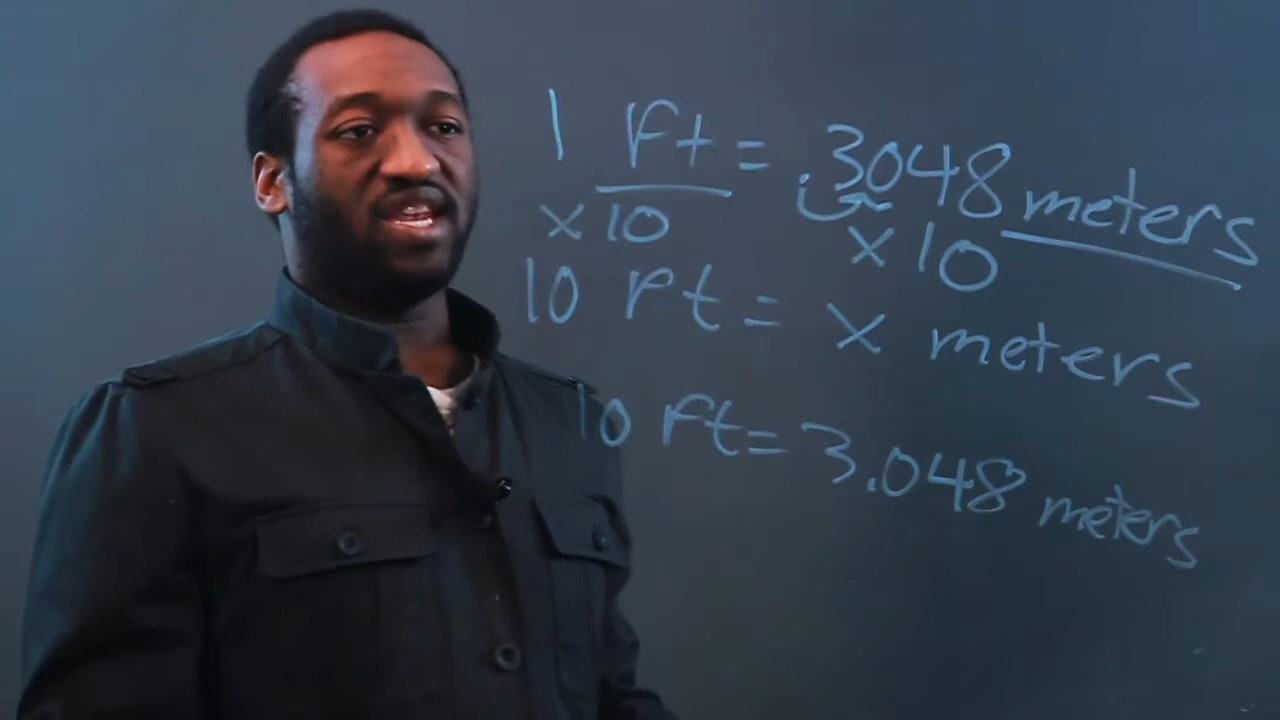 1 Ft = .3048 meters
x 10 x 10
10 Ft = x meters
10 Ft = 3.048 meters